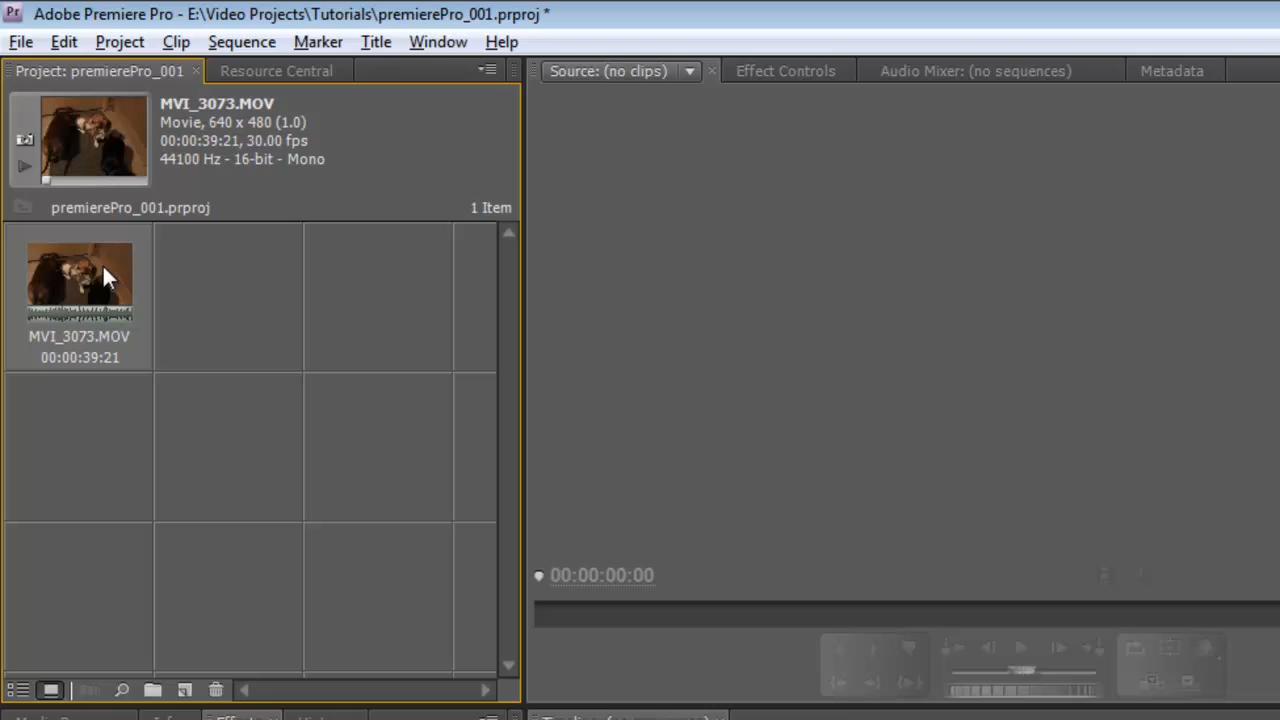 Pr Adobe Premiere Pro - E:\Video Projects\Tutorials\premierePro_001.prproj *
File Edit Project Clip Sequence Marker Title Window Help
Project: premierePro_001 Resource Central Source: (no clips) Effect Controls Audio Mixer: (no sequences) Metadata
MVI_3073.MOV
Movie, 640 x 480 (1.0)
00:00:39:21, 30.00 fps
44100 Hz - 16-bit - Mono
premierePro_001.prproj 1 Item
MVI_3073.MOV
00:00:39:21
00:00:00:00